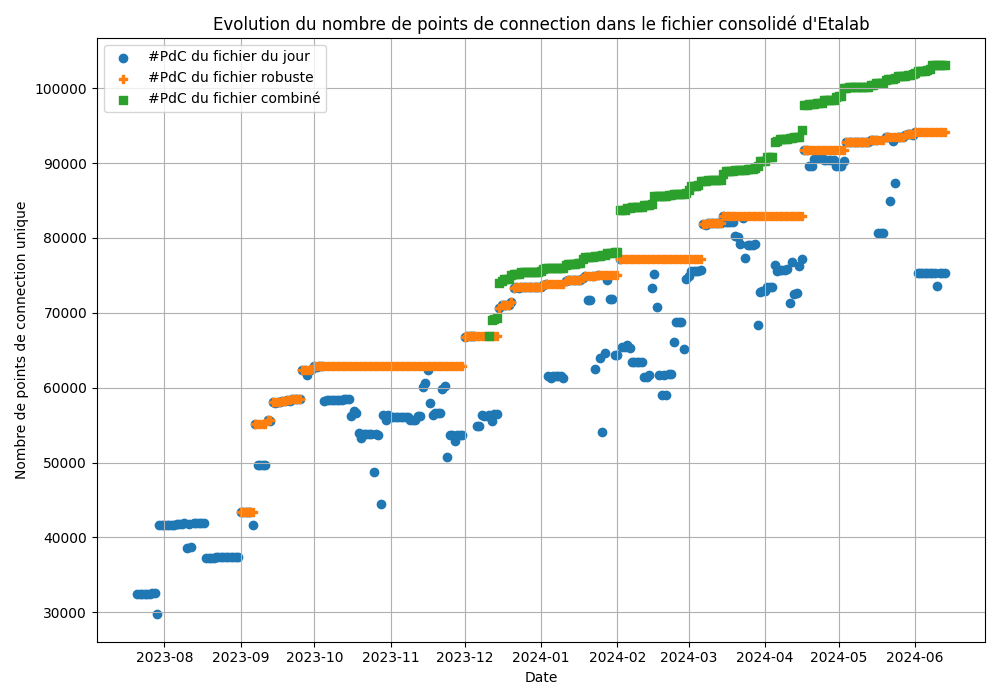 Evolution du nombre de points de connection dans le fichier consolidé d'Etalab
#PdC du fichier du jour
#PdC du fichier robuste
#PdC du fichier combiné
Nombre de points de connection unique
100000
90000
80000
70000
60000
50000
40000
30000
2023-08 2023-09 2023-10 2023-11 2023-12 2024-01 2024-02 2024-03 2024-04 2024-05 2024-06
Date